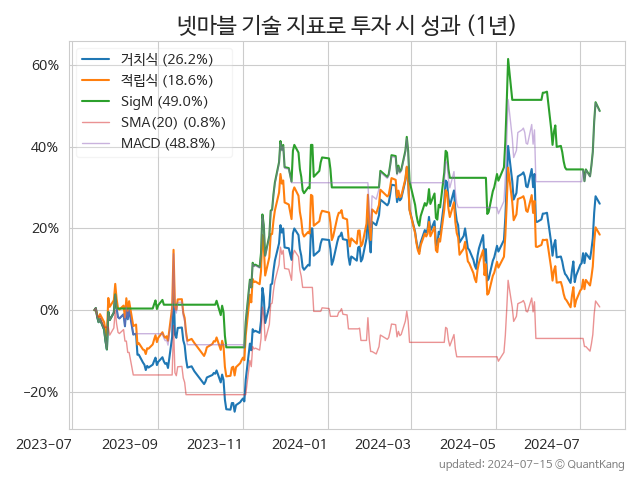 넷마블 기술 지표로 투자 시 성과 (1년)
거치식 (26.2%)
적립식 (18.6%)
SigM (49.0%)
SMA(20) (0.8%)
MACD (48.8%)
60%
40%
20%
0%
−20%
2023-07
2023-09
2023-11
2024-01
2024-03
2024-05
2024-07
updated: 2024-07-15 © QuantKang